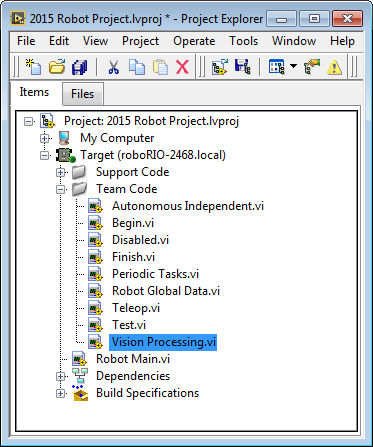 2015 Robot Project.lvproj * - Project Explorer
File Edit View Project Operate Tools Window Help
Items Files
Project: 2015 Robot Project.lvproj
My Computer
Target (roboRIO-2468.local)
Support Code
Team Code
Autonomous Independent.vi
Begin.vi
Disabled.vi
Finish.vi
Periodic Tasks.vi
Robot Global Data.vi
Teleop.vi
Test.vi
Vision Processing.vi
Robot Main.vi
Dependencies
Build Specifications